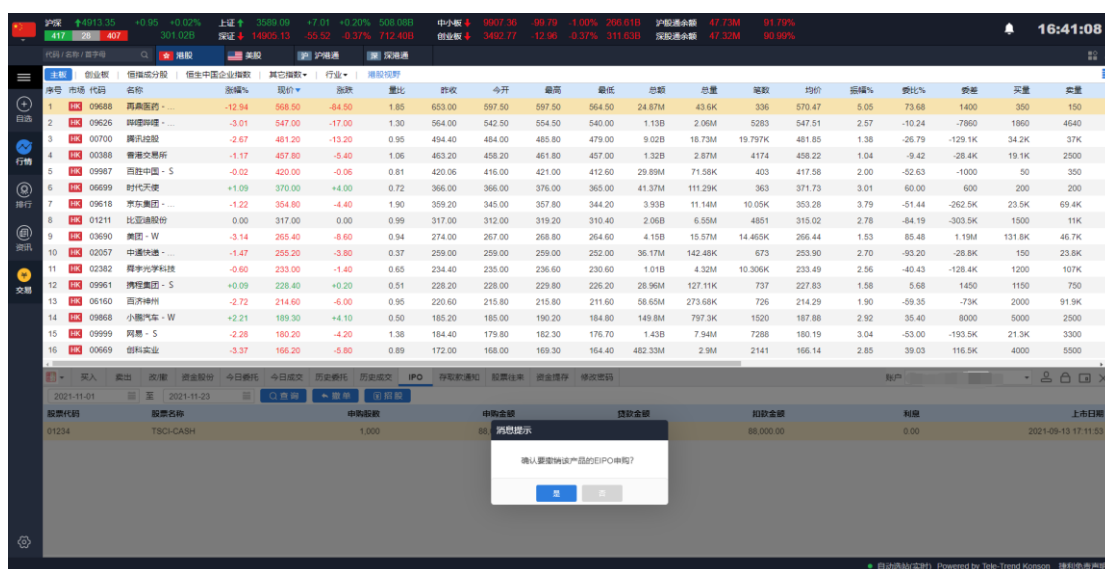 沪深 4913.35 +0.95 +0.02% 上证 3589.09 +7.01 +0.20% 508.08B 中小板 9907.36 -99.79 -1.00% 266.61B 沪股通余额 47.73M 91.79%
417 28 407 301.02B 深证 14905.13 -55.52 -0.37% 712.40B 创业板 3492.77 -12.96 -0.37% 311.63B 深股通余额 47.32M 90.99%
16:41:08
代码 / 名称 / 首字母 港股 美股 沪 沪港通 深 深港通
主板 创业板 恒指成分股 恒生中国企业指数 其它指数 行业 港股视野
序号 市场 代码 名称 涨幅% 现价 涨跌 量比 昨收 今开 最高 最低 总额 总量 笔数 均价 振幅% 委比% 委差 买量 卖量
1 HK 09688 再鼎医药 - ... -12.94 568.50 -84.50 1.85 653.00 597.50 597.50 564.50 24.87M 43.6K 336 570.47 5.05 73.68 1400 350 150
2 HK 09626 哔哩哔哩 - ... -3.01 547.00 -17.00 1.30 564.00 542.50 554.50 540.00 1.13B 2.06M 5283 547.51 2.57 -10.24 -7860 1860 4640
3 HK 00700 腾讯控股 -2.67 481.20 -13.20 0.95 494.40 484.00 485.80 479.00 9.02B 18.73M 19.797K 481.85 1.38 -26.79 -129.1K 34.2K 37K
4 HK 00388 香港交易所 -1.17 457.80 -5.40 1.06 463.20 458.20 461.80 457.00 1.32B 2.87M 4174 458.22 1.04 -9.42 -28.4K 19.1K 2500
5 HK 09987 百胜中国 - S -0.02 420.00 -0.06 0.81 420.06 416.00 421.00 412.60 29.89M 71.58K 403 417.58 2.00 -52.63 -1000 50 350
6 HK 06699 时代天使 +1.09 370.00 +4.00 0.72 366.00 366.00 376.00 365.00 41.37M 111.29K 363 371.73 3.01 60.00 600 200 200
7 HK 09618 京东集团 - ... -1.22 354.80 -4.40 1.90 359.20 345.00 357.80 344.20 3.93B 11.14M 10.05K 353.28 3.79 -51.44 -262.5K 23.5K 69.4K
8 HK 01211 比亚迪股份 0.00 317.00 0.00 0.99 317.00 312.00 319.20 310.40 2.06B 6.55M 4851 315.02 2.78 -84.19 -303.5K 1500 11K
9 HK 03690 美团 - W -3.14 265.40 -8.60 0.94 274.00 267.00 268.80 264.60 4.15B 15.57M 14.465K 266.44 1.53 85.48 1.19M 131.8K 46.7K
10 HK 02057 中通快递 - ... -1.47 255.20 -3.80 0.37 259.00 259.00 259.00 252.00 36.17M 142.48K 673 253.90 2.70 -93.20 -28.8K 150 23.8K
11 HK 02382 舜宇光学科技 -0.60 233.00 -1.40 0.65 234.40 235.00 236.60 230.60 1.01B 4.32M 10.306K 233.49 2.56 -40.43 -128.4K 1200 107K
12 HK 09961 携程集团 - S +0.09 228.40 +0.20 0.51 228.20 228.00 229.80 226.20 28.96M 127.11K 737 227.83 1.58 5.68 1450 1150 750
13 HK 06160 百济神州 -2.72 214.60 -6.00 0.95 220.60 215.80 215.80 211.60 58.65M 273.68K 726 214.29 1.90 -59.35 -73K 2000 91.9K
14 HK 09868 小鹏汽车 - W +2.21 189.30 +4.10 0.50 185.20 185.00 190.20 184.80 149.8M 797.3K 1520 187.88 2.92 35.40 8000 5000 2500
15 HK 09999 网易 - S -2.28 180.20 -4.20 1.38 184.40 179.80 182.30 176.70 1.43B 7.94M 7288 180.19 3.04 -53.00 -193.5K 21.3K 3300
16 HK 00669 创科实业 -3.37 166.20 -5.80 0.89 172.00 168.00 169.30 164.40 482.33M 2.9M 2141 166.14 2.85 39.03 116.5K 4000 5500
自选
行情
排行
资讯
交易
买入 卖出 改/撤 资金股份 今日委托 今日成交 历史委托 历史成交 IPO 存取款通知 股票往来 资金提存 修改密码 账户
2021-11-01 至 2021-11-23 查询 撤单 招股
股票代码 股票名称 申购股数 申购金额 贷款金额 扣款金额 利息 上市日期
01234 TSCI-CASH 1,000 88, 88,000.00 0.00 2021-09-13 17:11:53
消息提示
确认要撤销该产品的EIPO申购?
是 否
自动选站(实时) Powered by Tele-Trend Konson 捷利免责声明